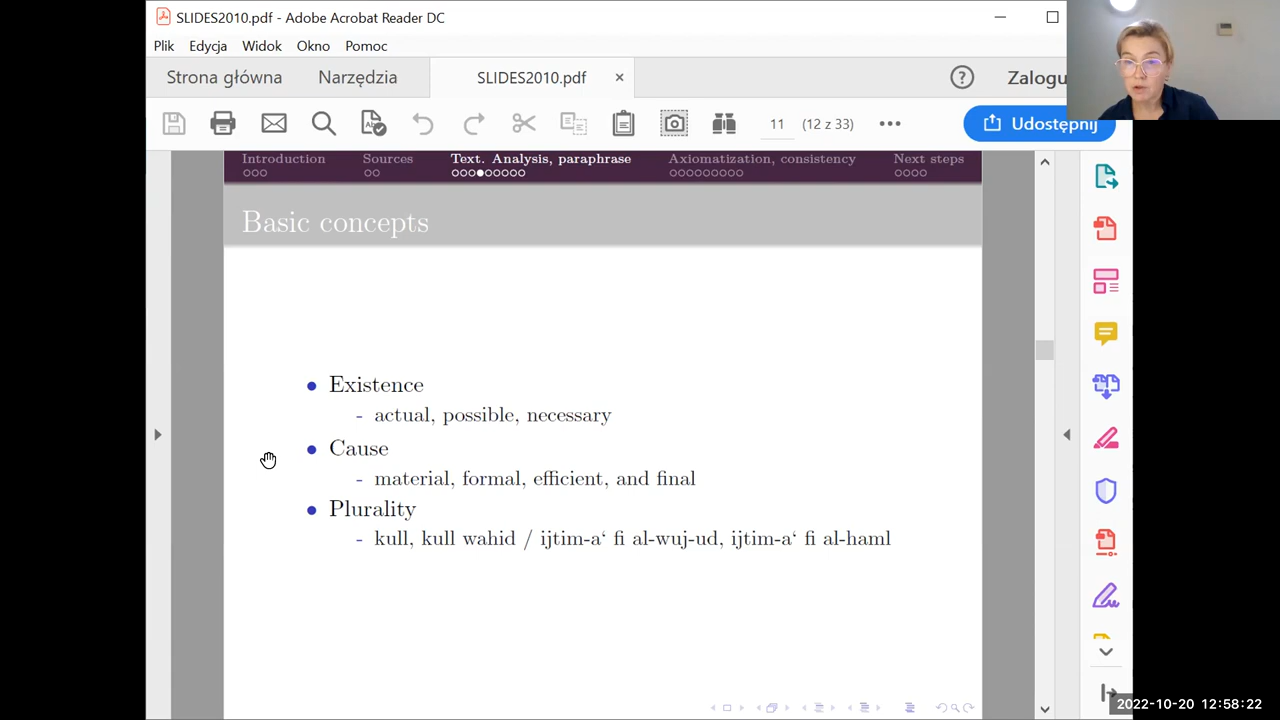 SLIDES2010.pdf - Adobe Acrobat Reader DC
Plik Edycja Widok Okno Pomoc
Strona główna Narzędzia SLIDES2010.pdf × ? Zalogu
11 (12 z 33) Udostępnij
Introduction Sources Text. Analysis, paraphrase Axiomatization, consistency Next steps
Basic concepts
• Existence
- actual, possible, necessary
• Cause
- material, formal, efficient, and final
• Plurality
- kull, kull wahid / ijtim-a‘ fi al-wuj-ud, ijtim-a‘ fi al-haml
2022-10-20 12:58:22